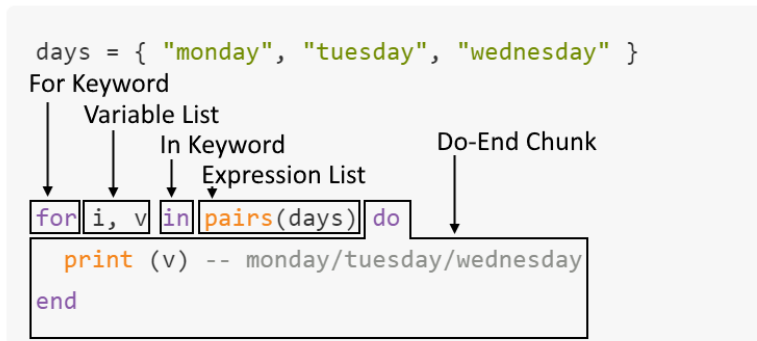 days = { "monday", "tuesday", "wednesday" }
For Keyword
Variable List
In Keyword
Do-End Chunk
Expression List
for i, v in pairs(days) do
print (v) -- monday/tuesday/wednesday
end